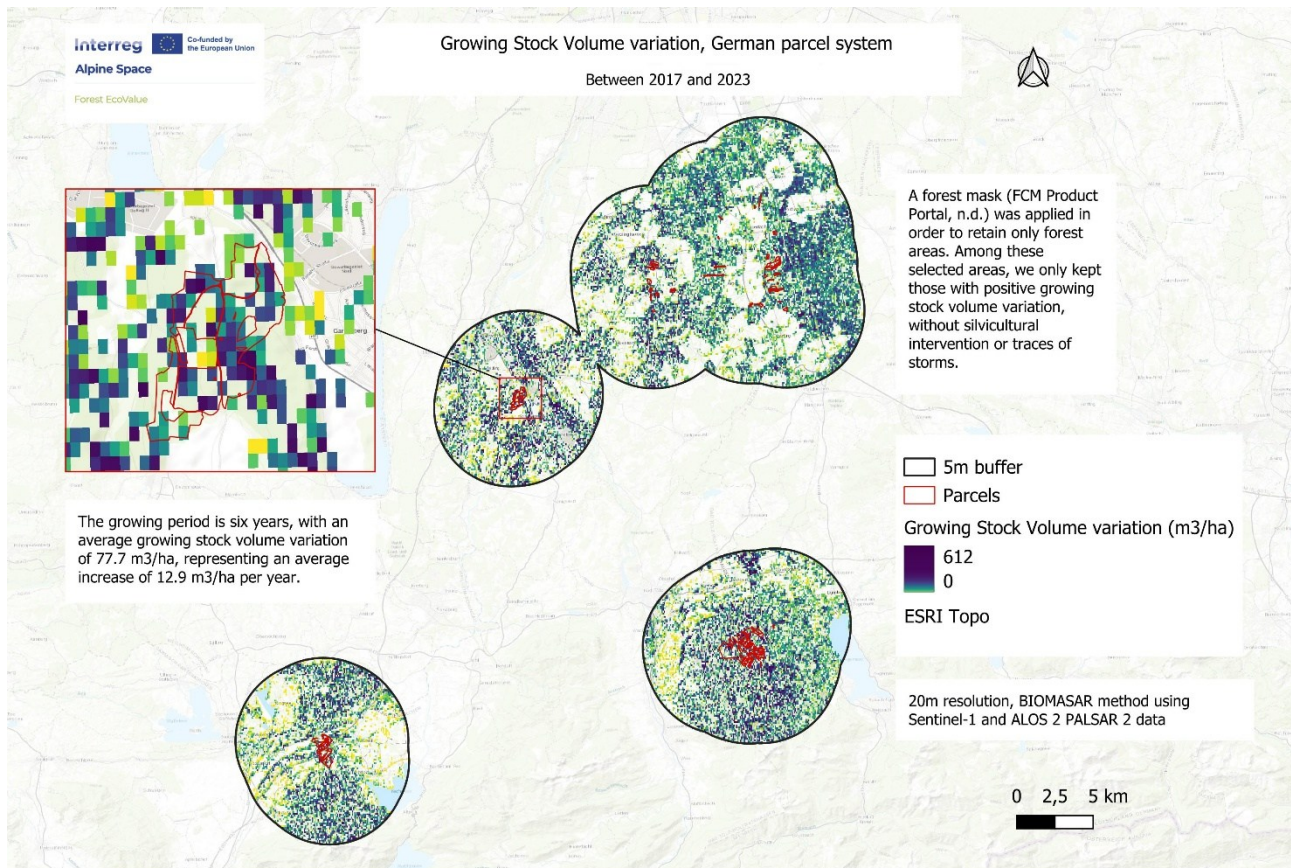 Interreg
Co-funded by
the European Union
Alpine Space
Forest EcoValue
Growing Stock Volume variation, German parcel system
Between 2017 and 2023
A forest mask (FCM Product
Portal, n.d.) was applied in
order to retain only forest
areas. Among these
selected areas, we only kept
those with positive growing
stock volume variation,
without silvicultural
intervention or traces of
storms.
The growing period is six years, with an
average growing stock volume variation
of 77.7 m3/ha, representing an average
increase of 12.9 m3/ha per year.
5m buffer
Parcels
Growing Stock Volume variation (m3/ha)
612
0
ESRI Topo
20m resolution, BIOMASAR method using
Sentinel-1 and ALOS 2 PALSAR 2 data
0 2,5 5 km